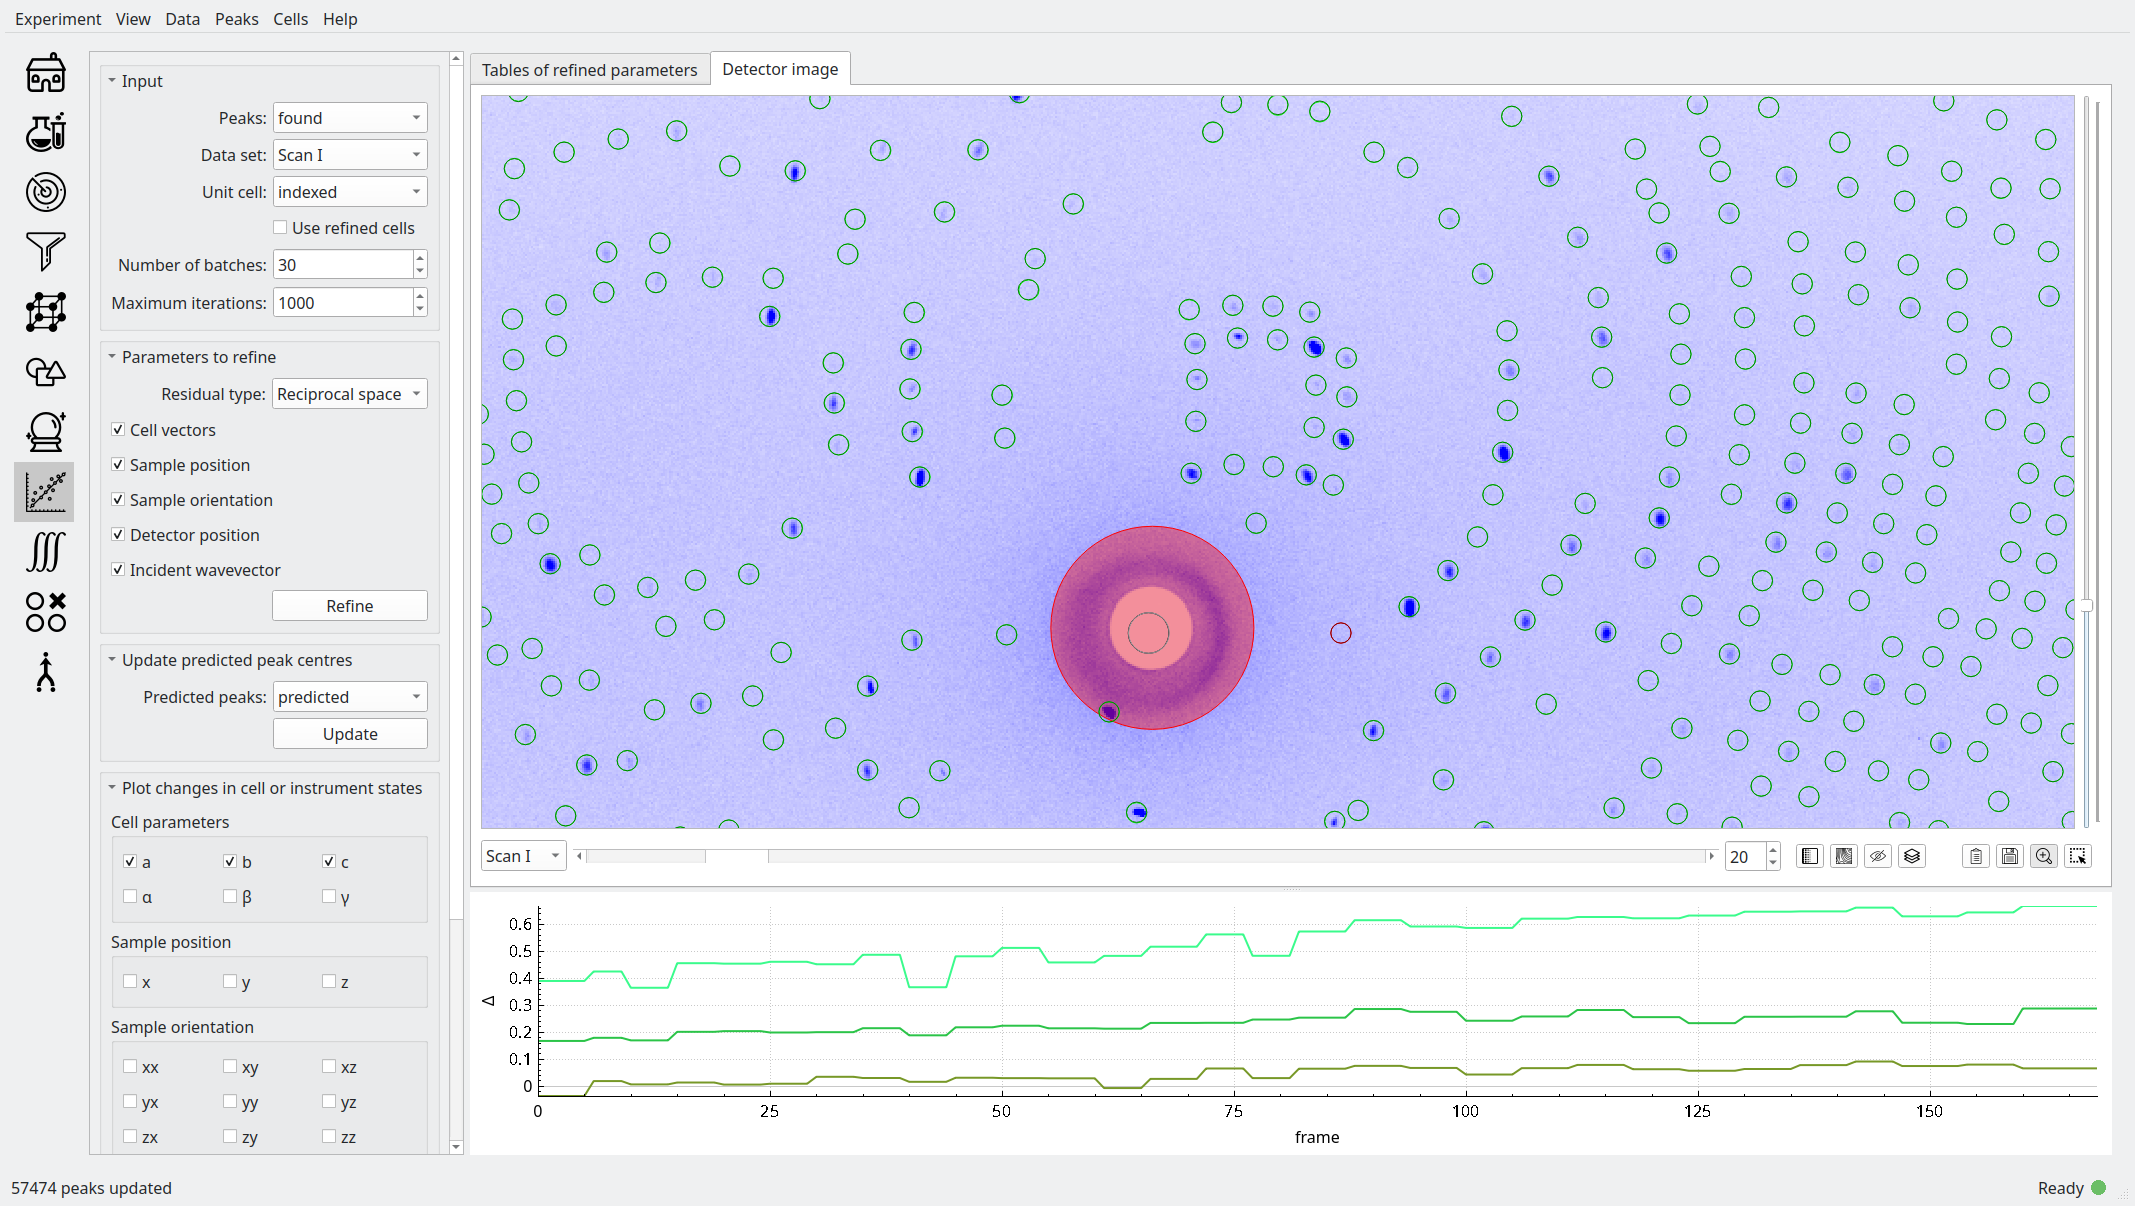 Experiment View Data Peaks Cells Help
Input
Peaks: found
Data set: Scan I
Unit cell: indexed
Use refined cells
Number of batches: 30
Maximum iterations: 1000
Parameters to refine
Residual type: Reciprocal space
Cell vectors
Sample position
Sample orientation
Detector position
Incident wavevector
Refine
Update predicted peak centres
Predicted peaks: predicted
Update
Plot changes in cell or instrument states
Cell parameters
a b c
α β γ
Sample position
x y z
Sample orientation
xx xy xz
yx yy yz
zx zy zz
Tables of refined parameters Detector image
Scan I 20
Δ
0.6
0.5
0.4
0.3
0.2
0.1
0
0 25 50 75 100 125 150
frame
57474 peaks updated Ready